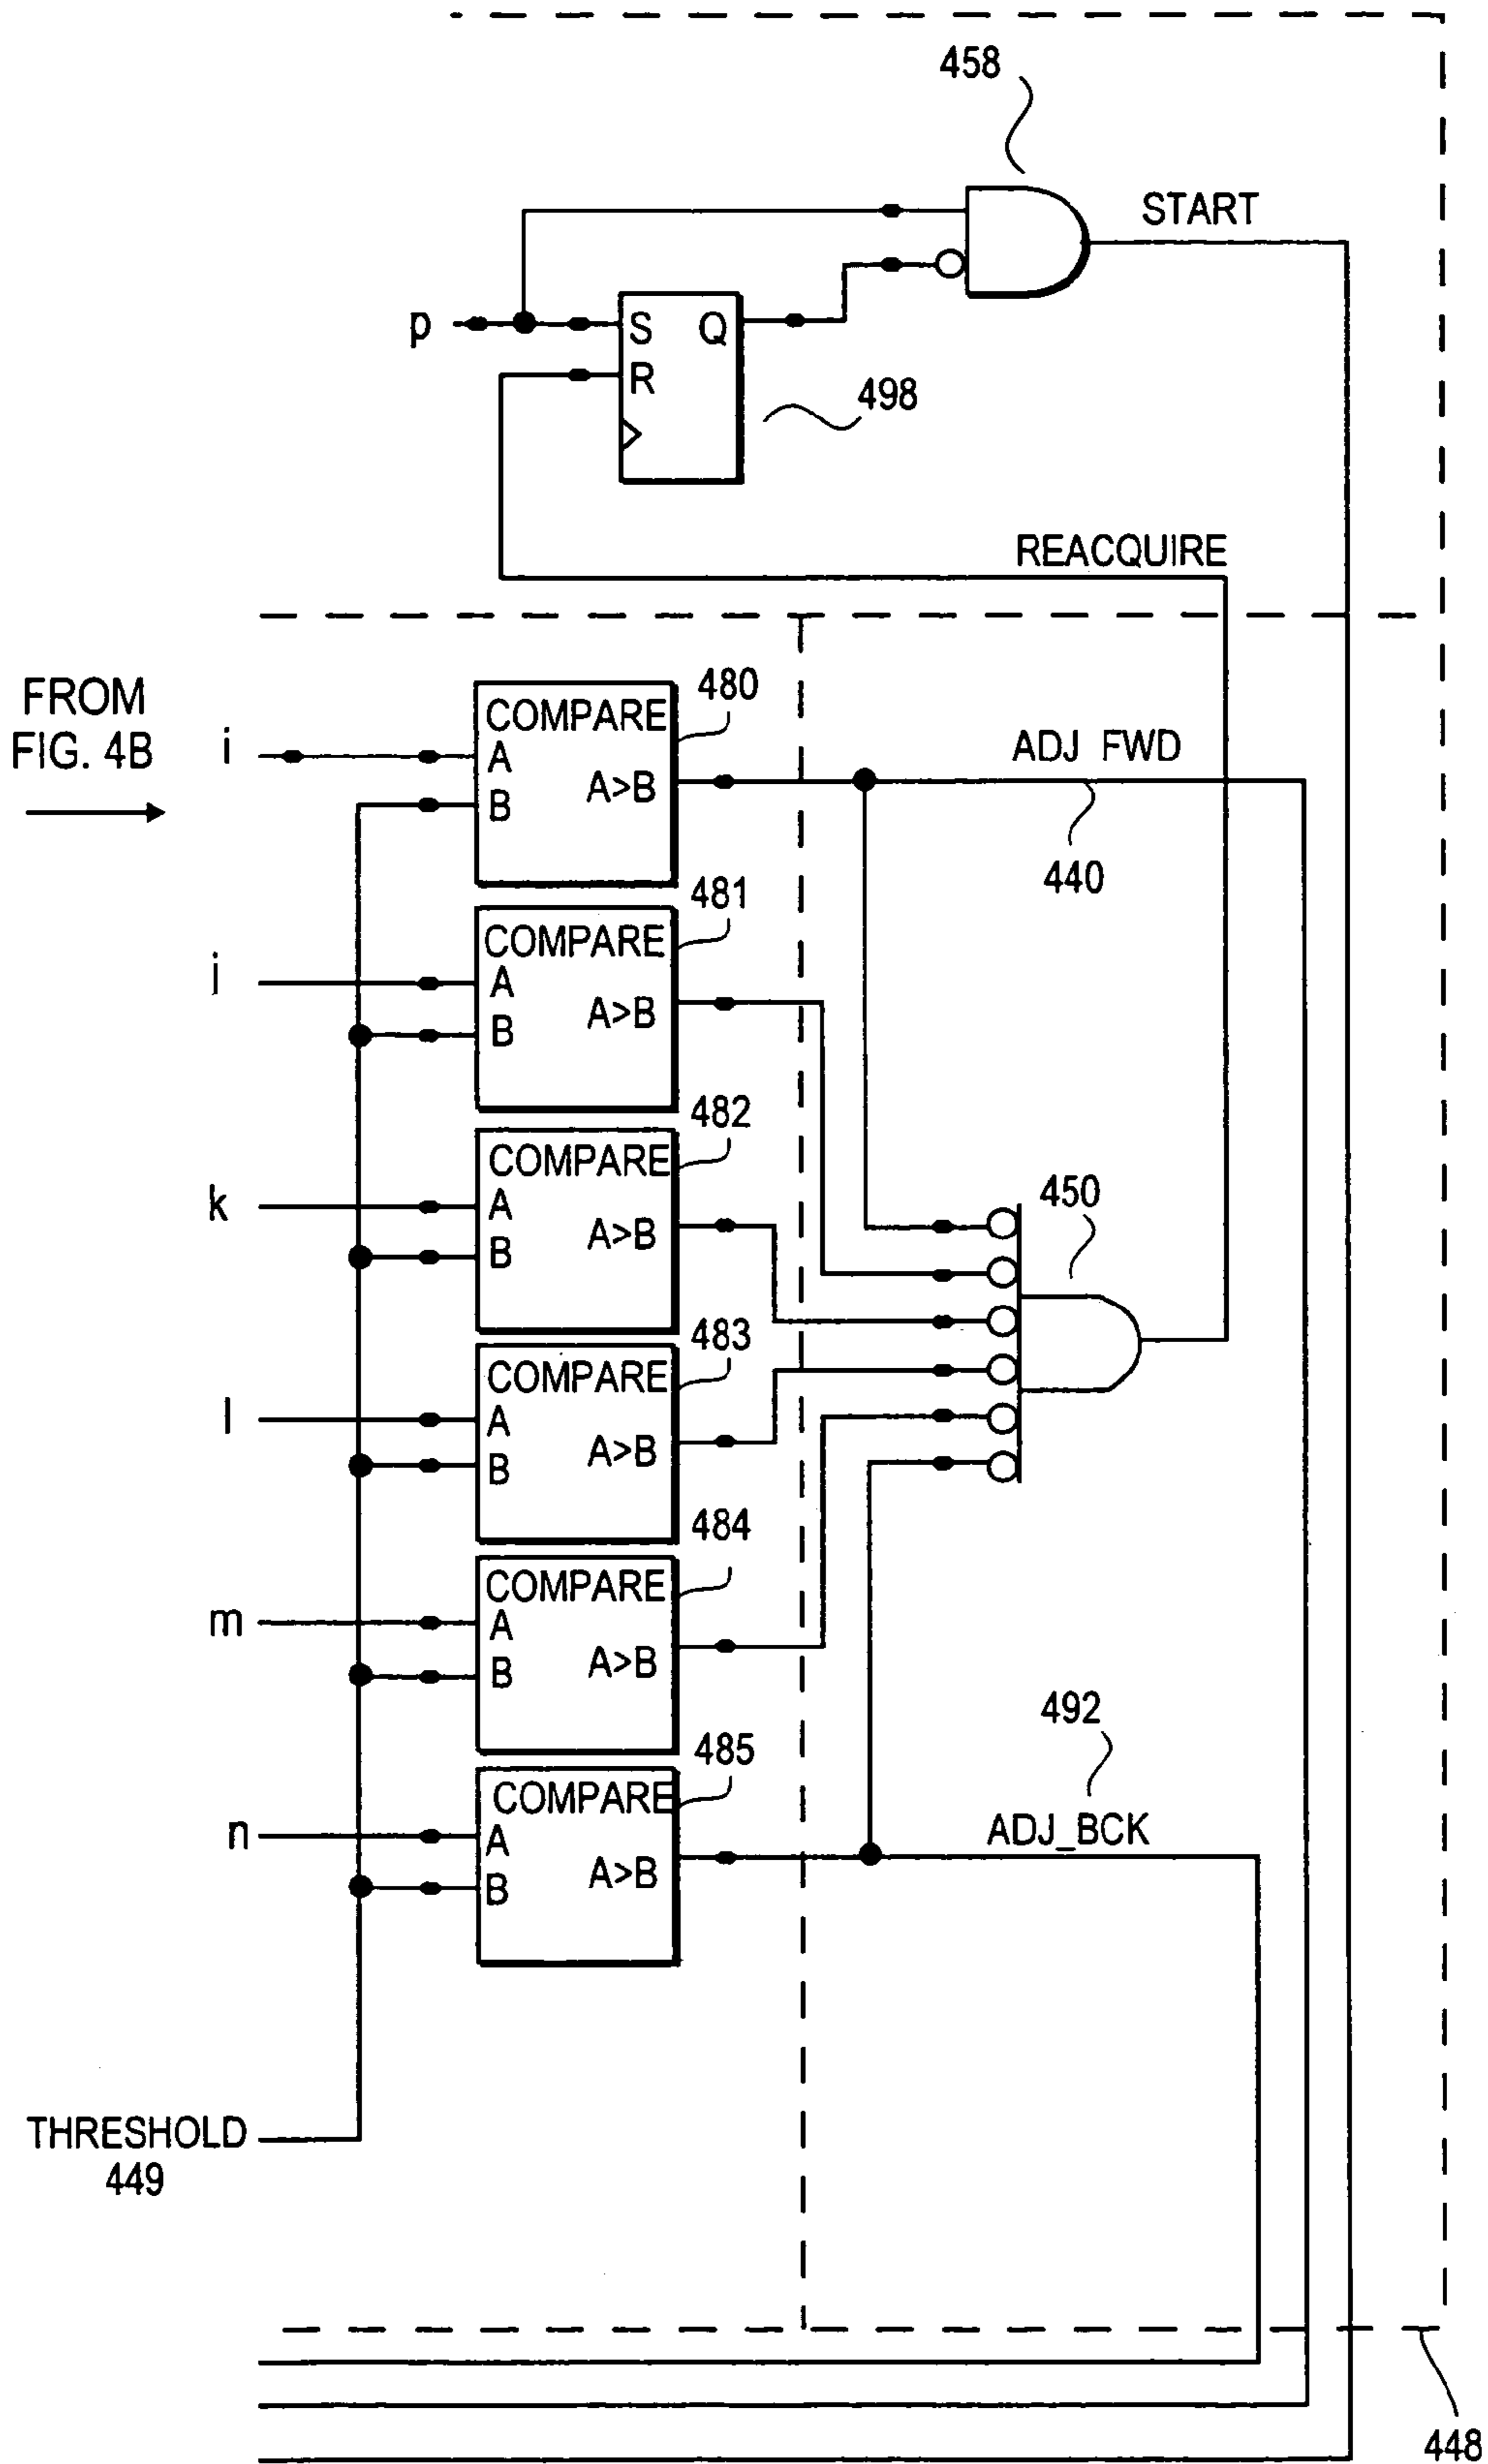 458
START
p
S Q
R
498
REACQUIRE
FROM
FIG. 4B
480
COMPARE
i
A
A>B
B
ADJ FWD
440
481
COMPARE
j
A
A>B
B
482
COMPARE
k
A
A>B
B
450
483
COMPARE
l
A
A>B
B
484
COMPARE
m
A
A>B
B
492
485
COMPARE
n
A
A>B
B
ADJ_BCK
THRESHOLD
449
448